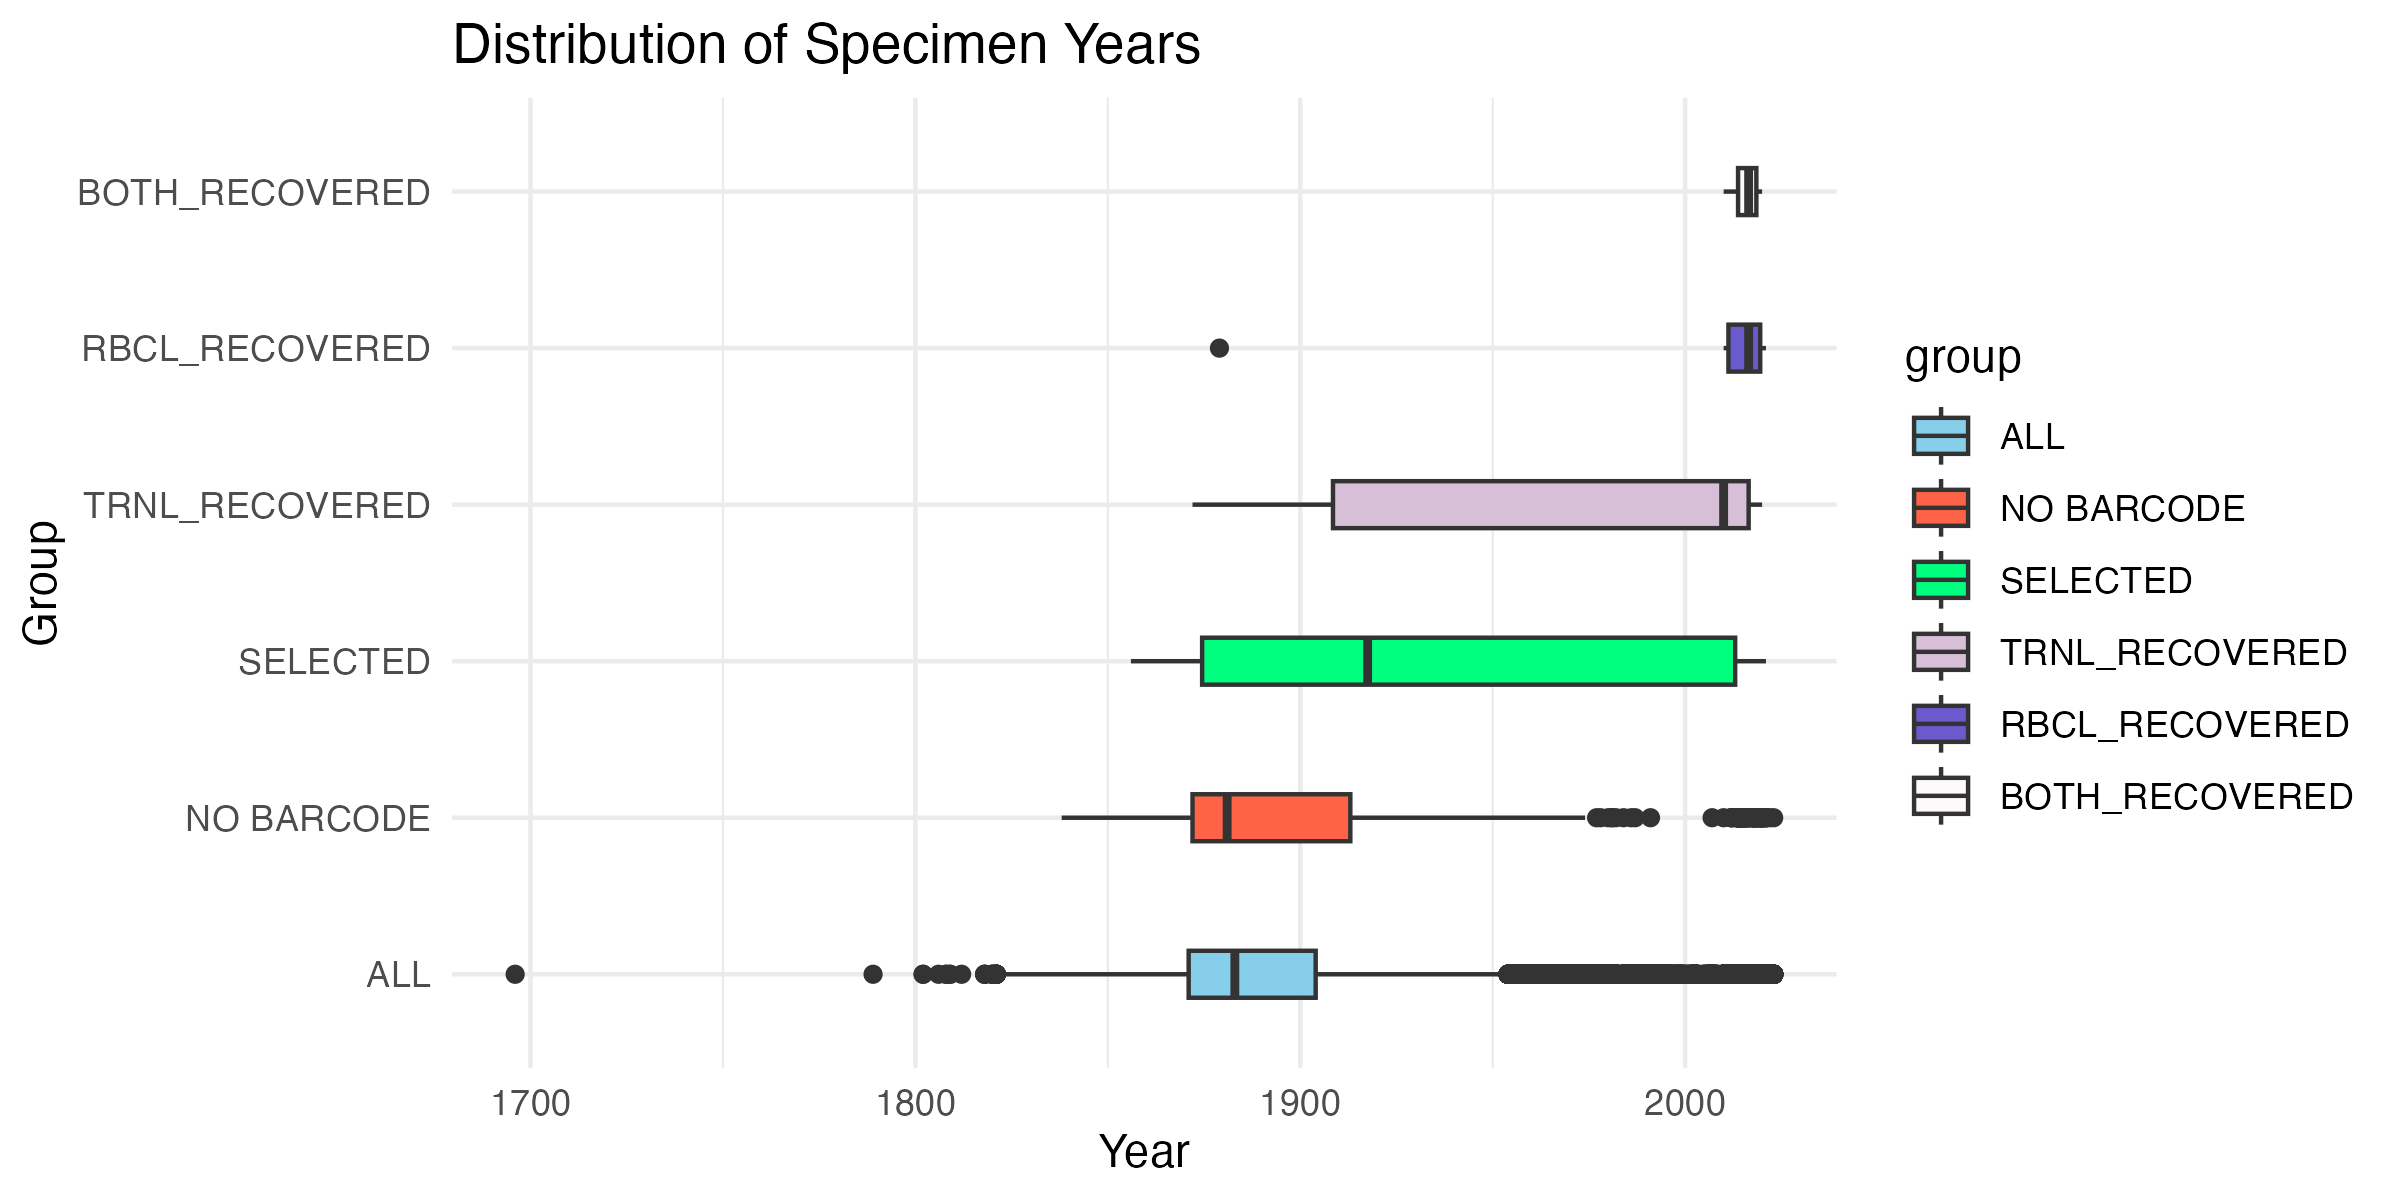 Distribution of Specimen Years
Group
BOTH_RECOVERED
RBCL_RECOVERED
TRNL_RECOVERED
SELECTED
NO BARCODE
ALL
1700 1800 1900 2000
Year
group
ALL
NO BARCODE
SELECTED
TRNL_RECOVERED
RBCL_RECOVERED
BOTH_RECOVERED